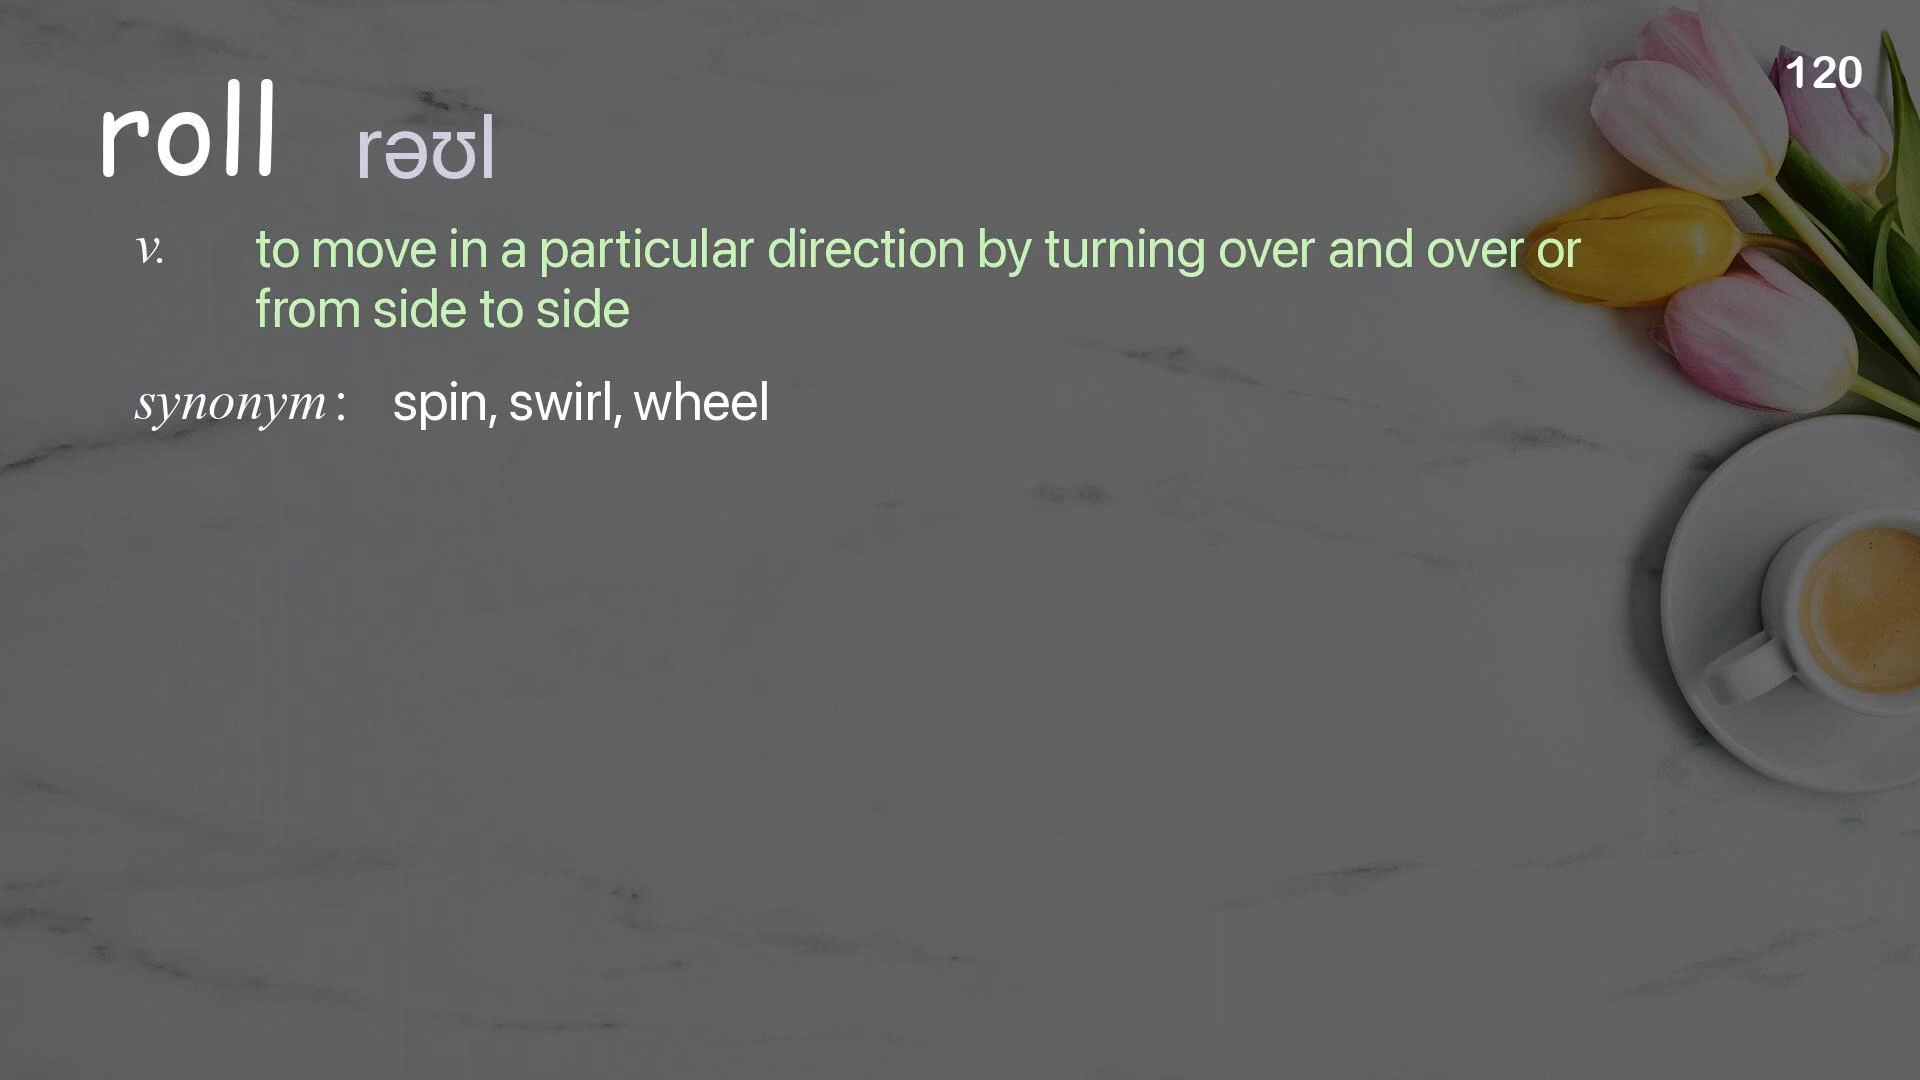 120
roll rəʊl
v. to move in a particular direction by turning over and over or
from side to side
synonym: spin, swirl, wheel